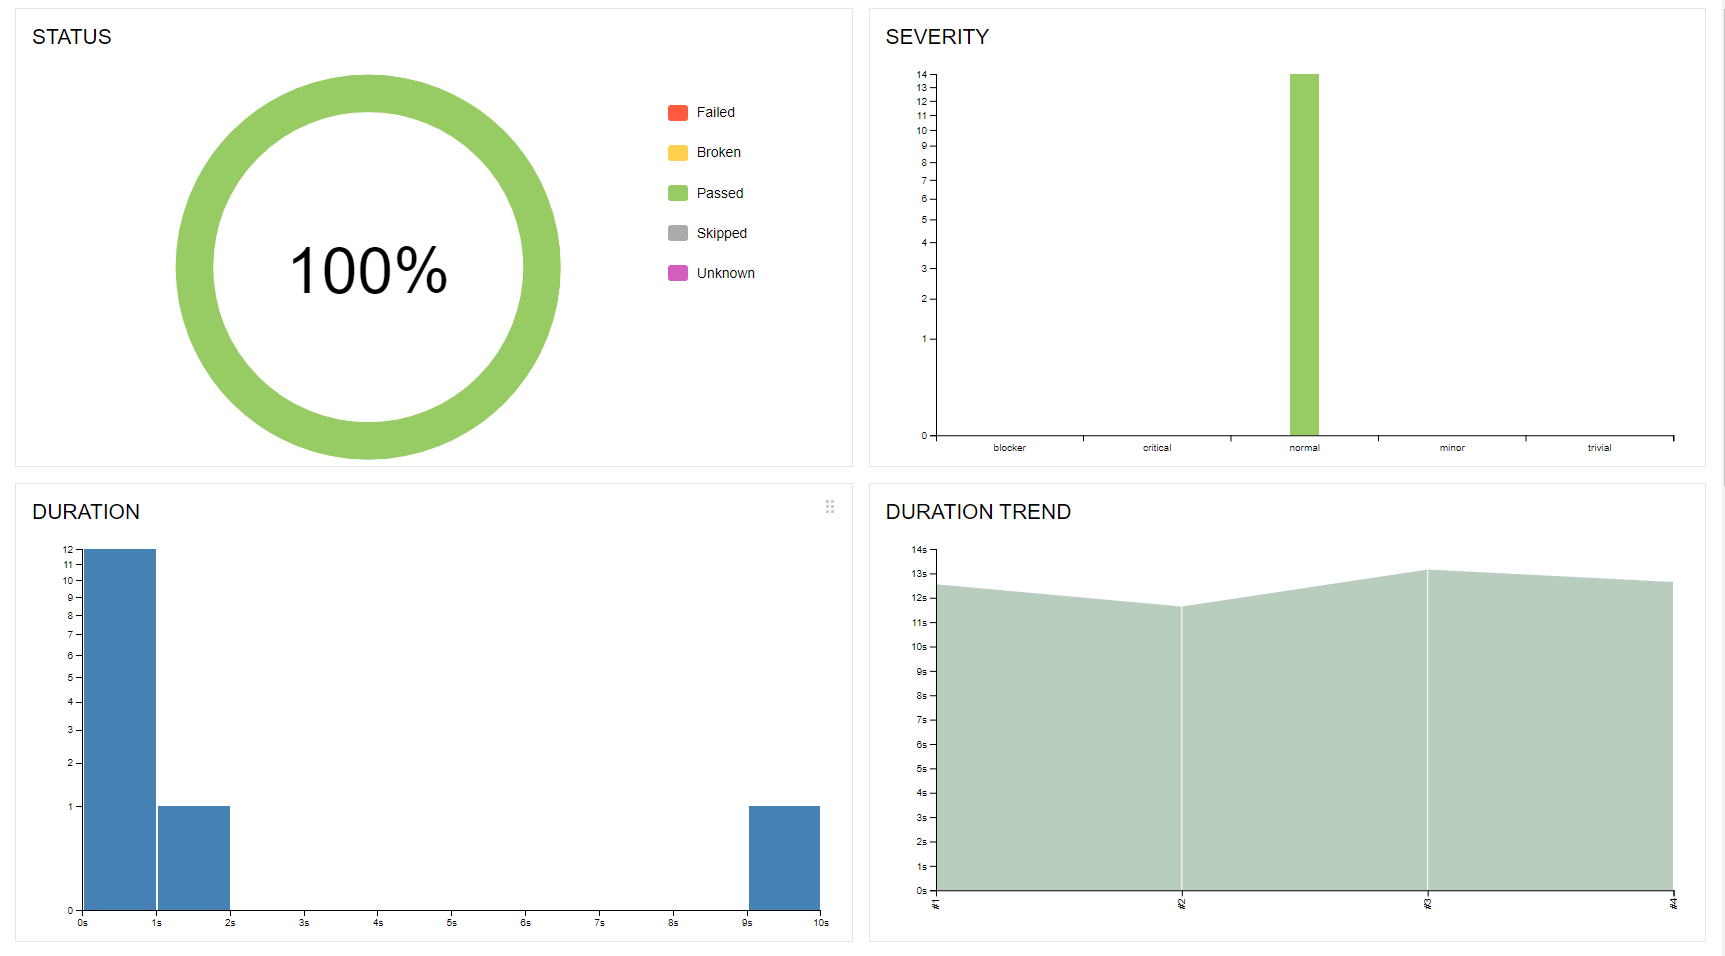 STATUS
100%
Failed
Broken
Passed
Skipped
Unknown
SEVERITY
14
13
12
11
10
9
8
7
6
5
4
3
2
1
0
blocker critical normal minor trivial
DURATION
12
11
10
9
8
7
6
5
4
3
2
1
0
0s 1s 2s 3s 4s 5s 6s 7s 8s 9s 10s
DURATION TREND
14s
13s
12s
11s
10s
9s
8s
7s
6s
5s
4s
3s
2s
1s
0s
#1 #2 #3 #4